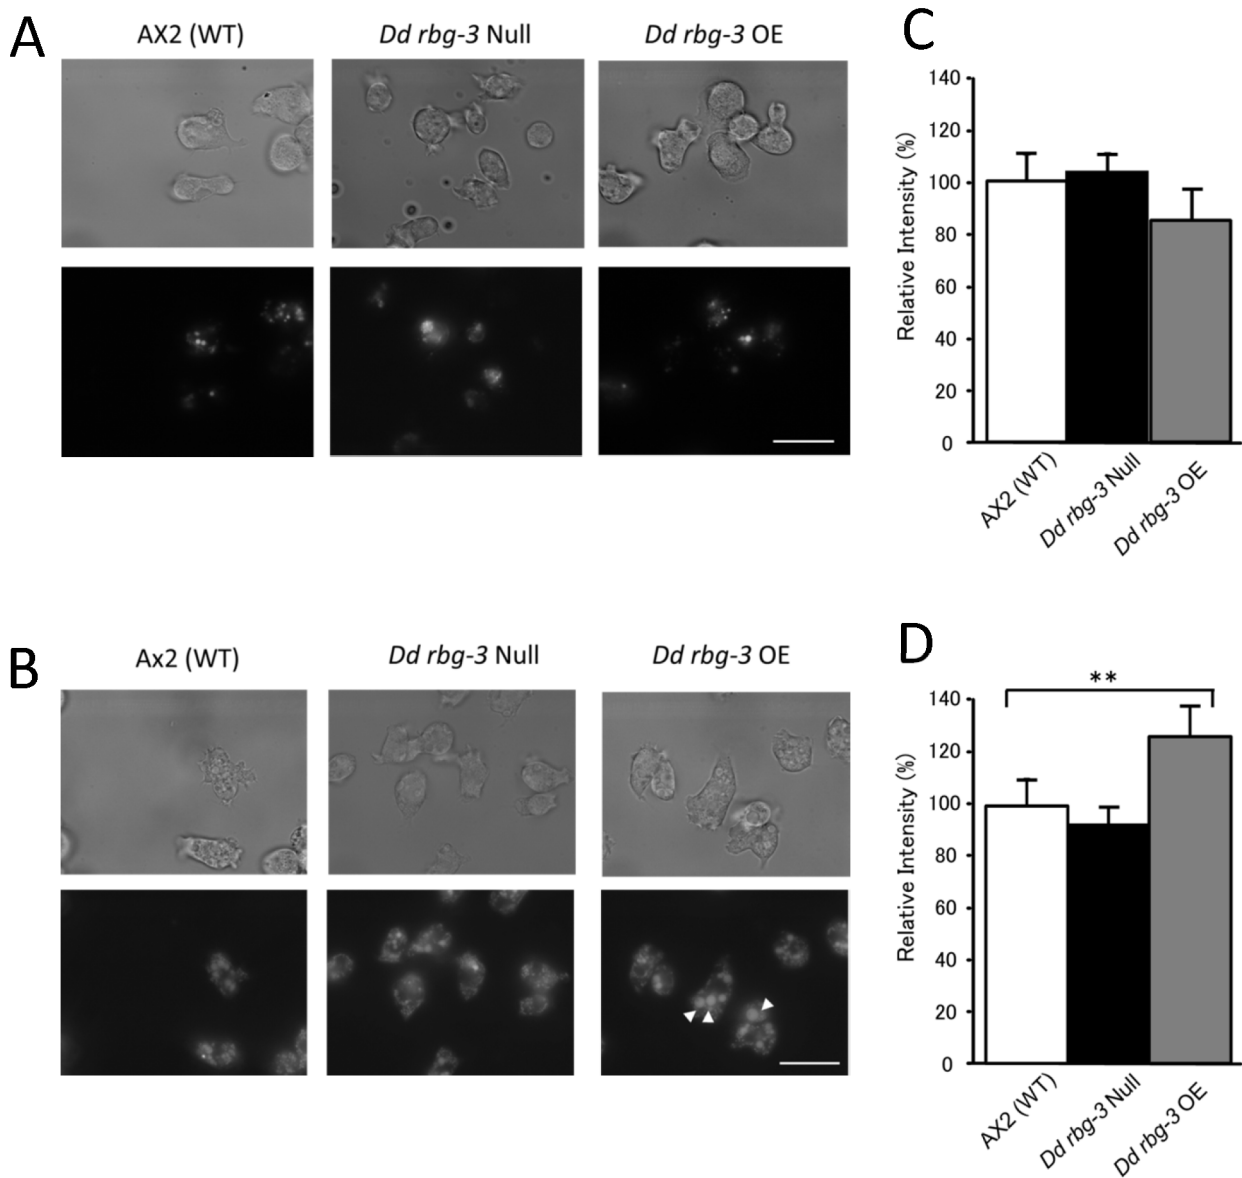 A
AX2 (WT)
Dd rbg-3 Null
Dd rbg-3 OE
C
Relative Intensity (%)
140
120
100
80
60
40
20
0
AX2 (WT)
Dd rbg-3 Null
Dd rbg-3 OE
B
Ax2 (WT)
Dd rbg-3 Null
Dd rbg-3 OE
D
**
Relative Intensity (%)
140
120
100
80
60
40
20
0
AX2 (WT)
Dd rbg-3 Null
Dd rbg-3 OE